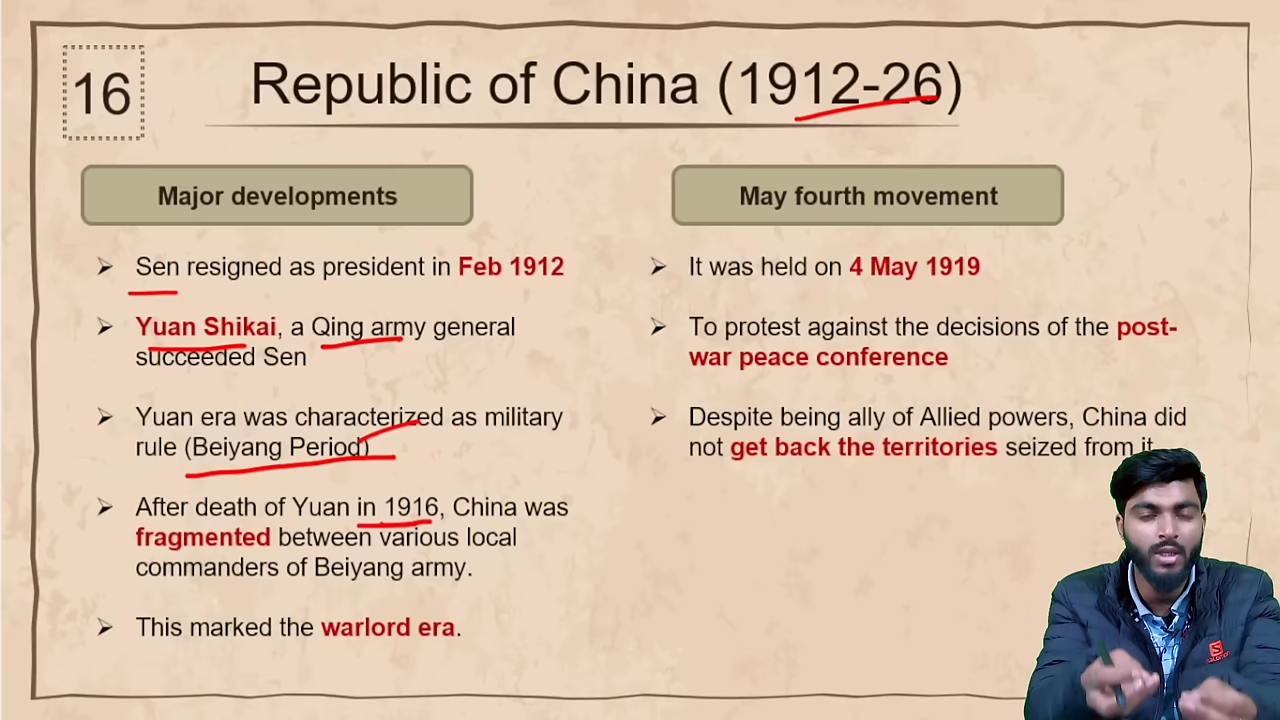 16
Republic of China (1912-26)
Major developments
➢ Sen resigned as president in Feb 1912
➢ Yuan Shikai, a Qing army general
succeeded Sen
➢ Yuan era was characterized as military
rule (Beiyang Period)
➢ After death of Yuan in 1916, China was
fragmented between various local
commanders of Beiyang army.
➢ This marked the warlord era.
May fourth movement
➢ It was held on 4 May 1919
➢ To protest against the decisions of the post-
war peace conference
➢ Despite being ally of Allied powers, China did
not get back the territories seized from it
S